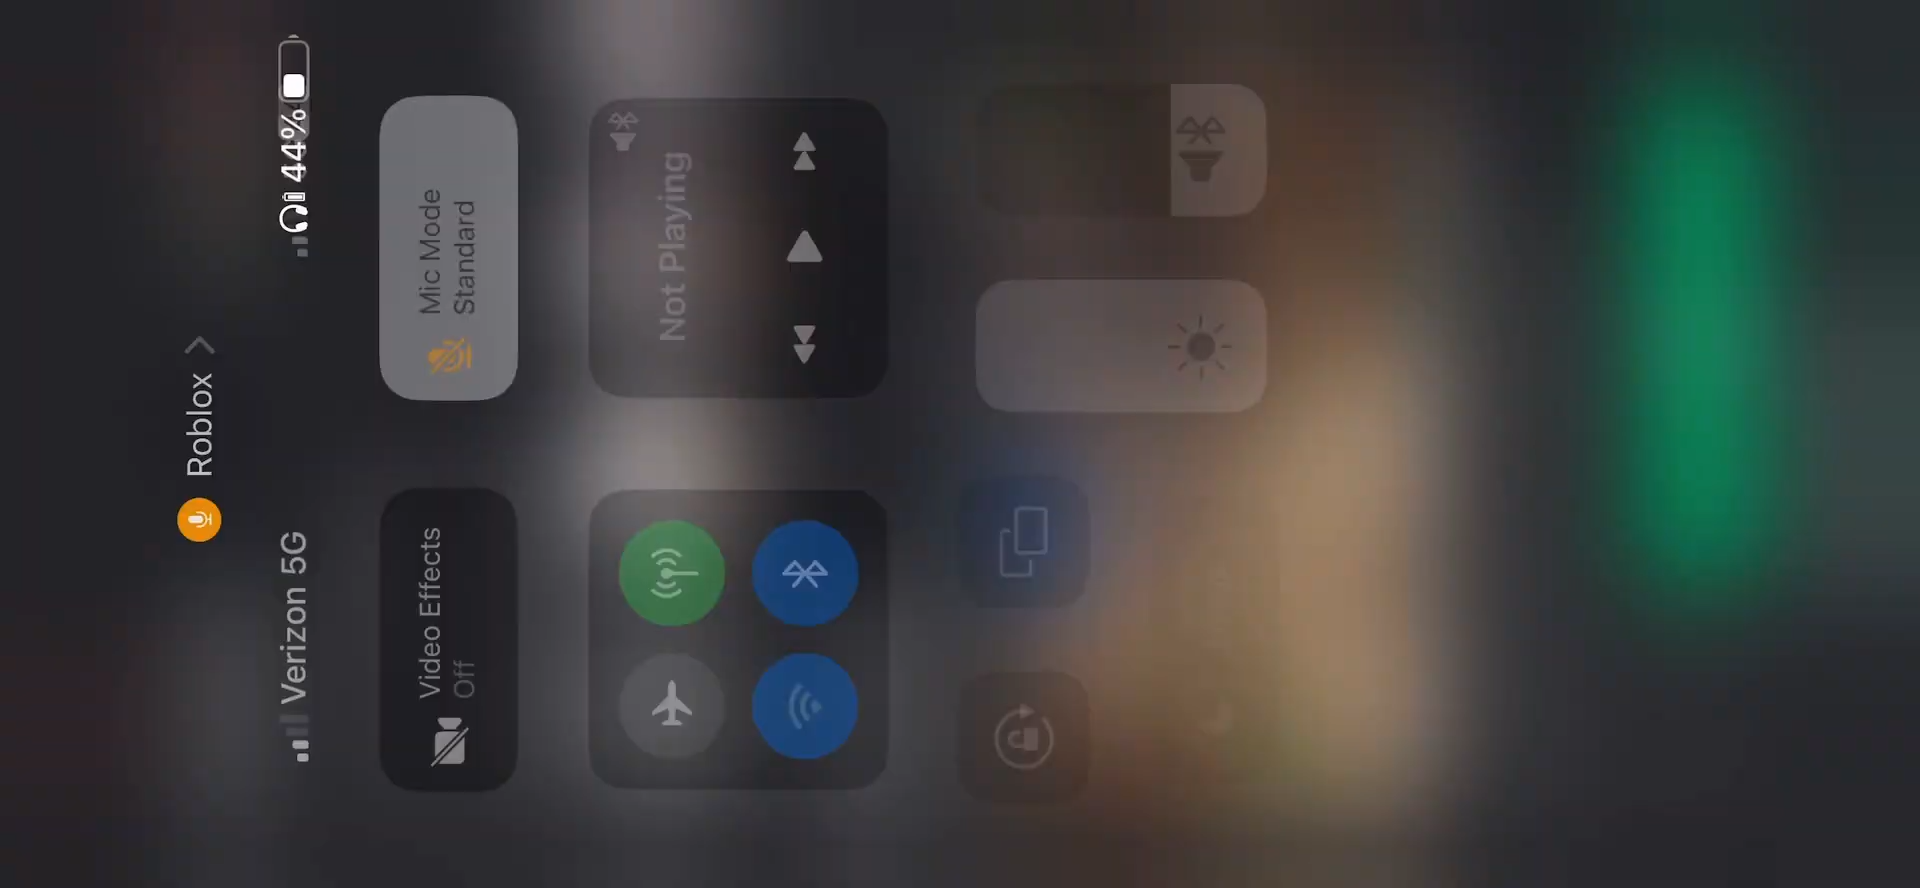 Roblox
Verizon 5G
44%
Video Effects
Off
Mic Mode
Standard
Not Playing